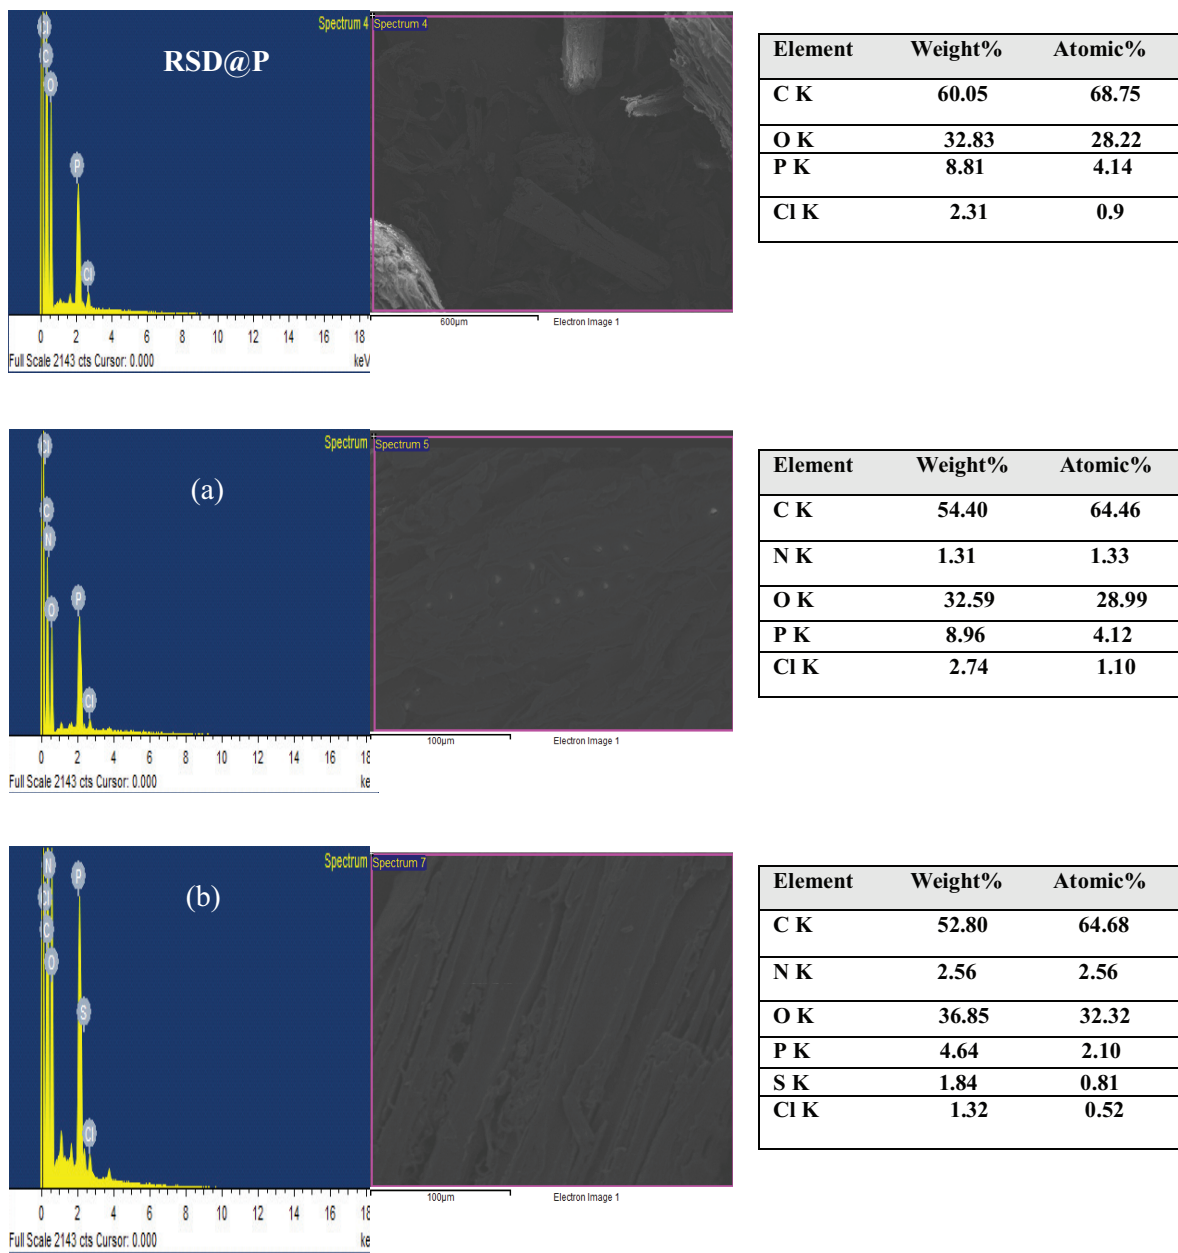 Spectrum 4
RSD@P
Cl
C
O
P
Cl
0 2 4 6 8 10 12 14 16 18
Full Scale 2143 cts Cursor: 0.000 keV
Spectrum 4
600µm Electron Image 1
Element Weight% Atomic%
C K 60.05 68.75
O K 32.83 28.22
P K 8.81 4.14
Cl K 2.31 0.9
Spectrum
(a)
Cl
C
N
O
P
Cl
0 2 4 6 8 10 12 14 16 18
Full Scale 2143 cts Cursor: 0.000 ke
Spectrum 5
100µm Electron Image 1
Element Weight% Atomic%
C K 54.40 64.46
N K 1.31 1.33
O K 32.59 28.99
P K 8.96 4.12
Cl K 2.74 1.10
Spectrum
(b)
N
Cl
C
O
P
S
Cl
0 2 4 6 8 10 12 14 16 18
Full Scale 2143 cts Cursor: 0.000 ke
Spectrum 7
100µm Electron Image 1
Element Weight% Atomic%
C K 52.80 64.68
N K 2.56 2.56
O K 36.85 32.32
P K 4.64 2.10
S K 1.84 0.81
Cl K 1.32 0.52